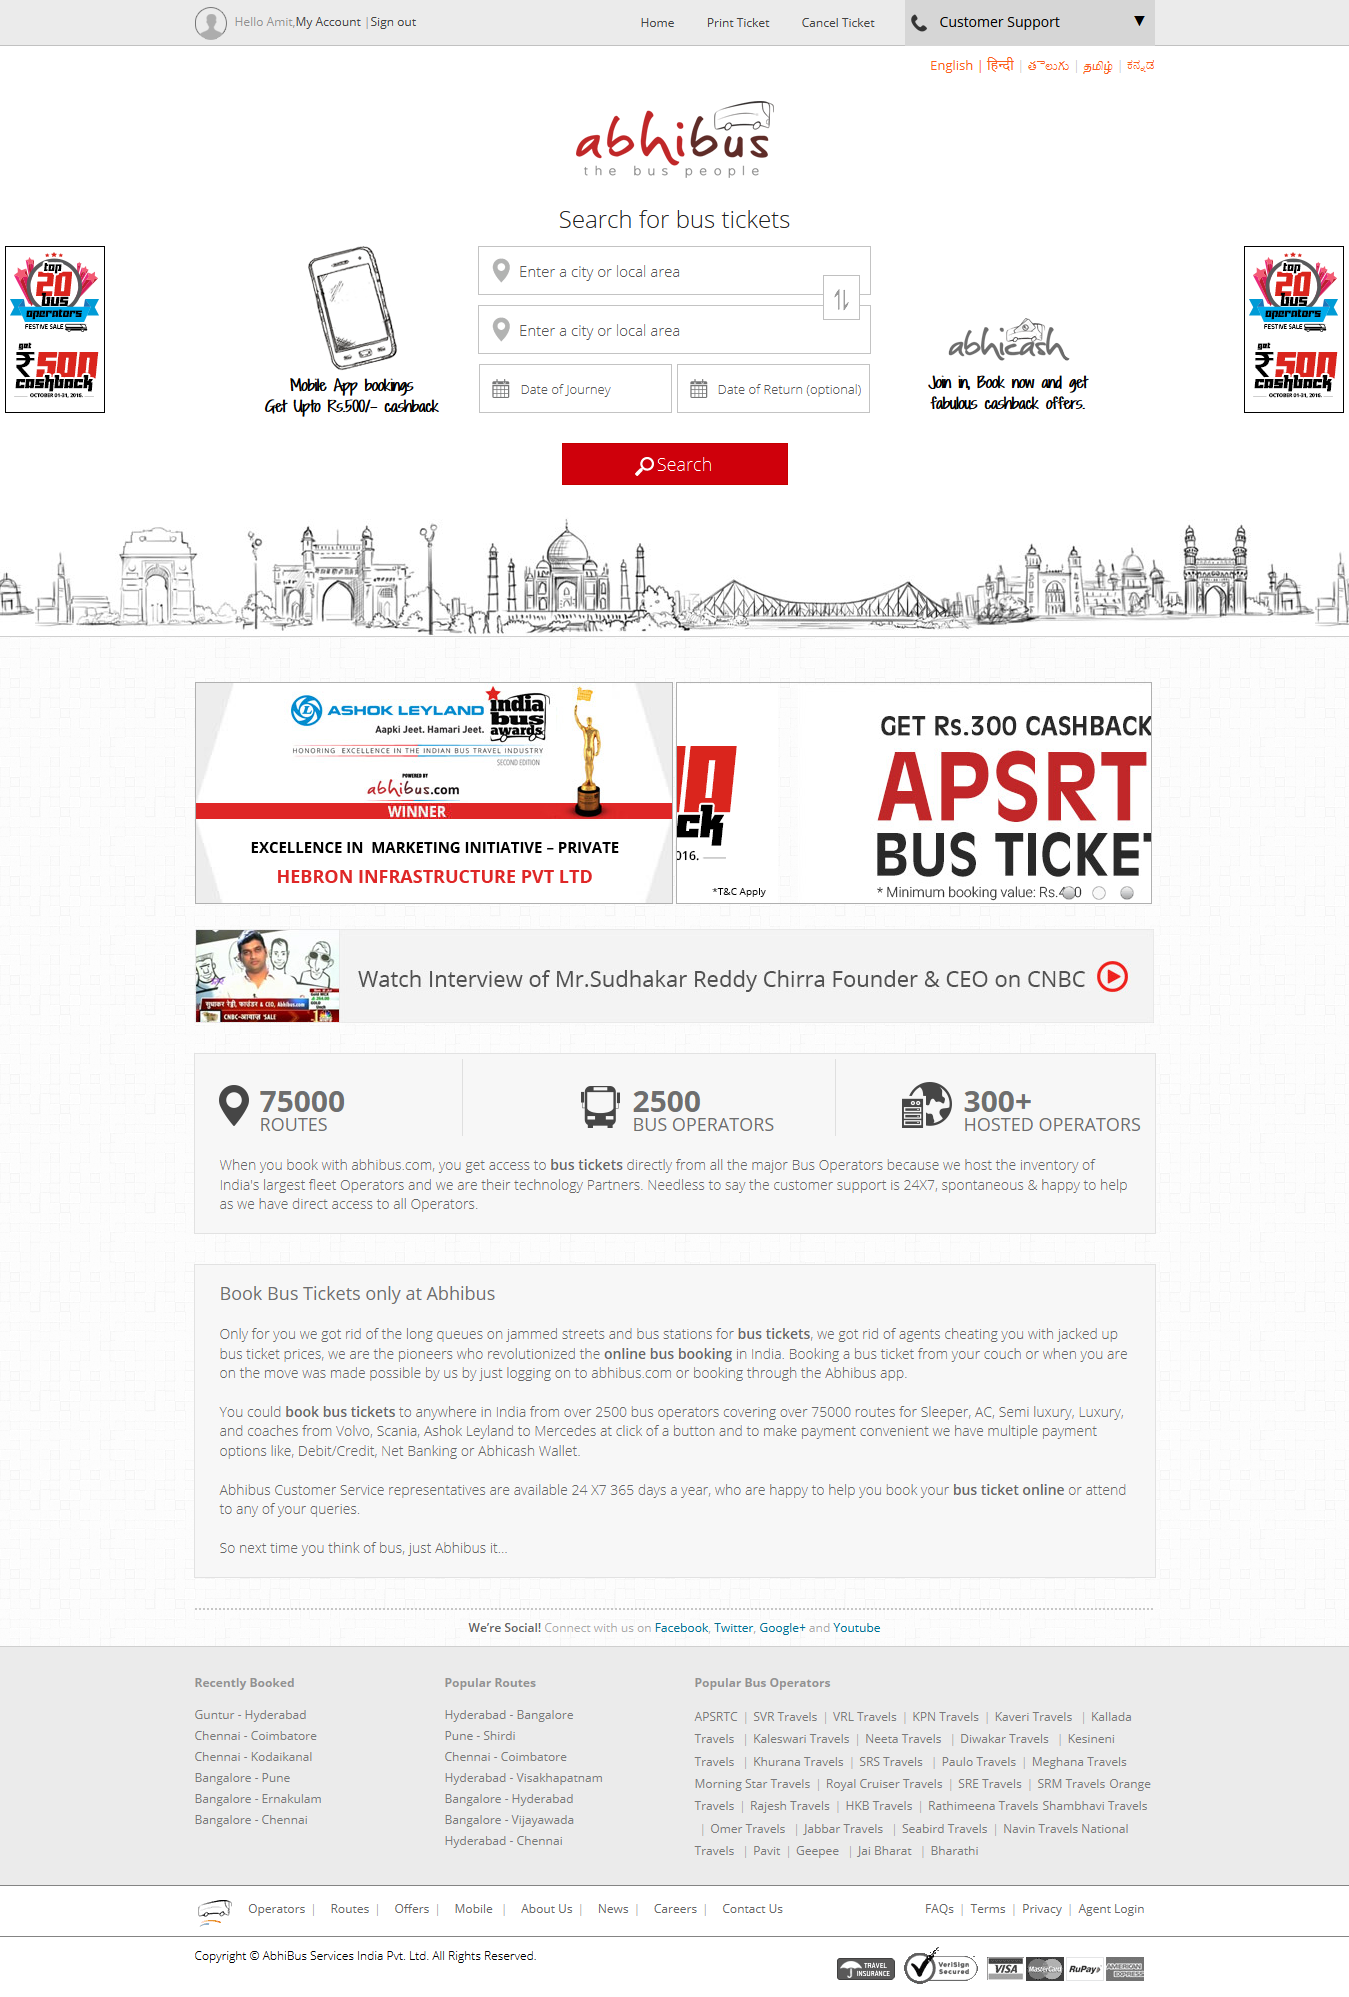 Hello Amit,My Account |Sign out
Home Print Ticket Cancel Ticket Customer Support ▼
English | हिन्दी | తెలుగు | தமிழ் | ಕನ್ನಡ
abhibus
the bus people
Search for bus tickets
top
20
bus
operators
FESTIVE SALE
get
₹500
cashback
OCTOBER 01-31, 2016.
Mobile App bookings
Get Upto Rs.500/- cashback
Enter a city or local area
Enter a city or local area
Date of Journey
Date of Return (optional)
Search
abhicash
Join in, Book now and get
fabulous cashback offers.
top
20
bus
operators
FESTIVE SALE
get
₹500
cashback
OCTOBER 01-31, 2016.
ASHOK LEYLAND
Aapki Jeet. Hamari Jeet.
india
bus
awards
HONORING EXCELLENCE IN THE INDIAN BUS TRAVEL INDUSTRY
SECOND EDITION
POWERED BY
abhibus.com
WINNER
EXCELLENCE IN MARKETING INITIATIVE – PRIVATE
HEBRON INFRASTRUCTURE PVT LTD
ck
016.
*T&C Apply
GET Rs.300 CASHBACK
APSRT
BUS TICKET
* Minimum booking value: Rs.400
सुधाकर रेड्डी, फाउंडर & CEO, Abhibus.com
CNBC-आवाज़ SALE
Watch Interview of Mr.Sudhakar Reddy Chirra Founder & CEO on CNBC
75000
ROUTES
2500
BUS OPERATORS
300+
HOSTED OPERATORS
When you book with abhibus.com, you get access to bus tickets directly from all the major Bus Operators because we host the inventory of
India's largest fleet Operators and we are their technology Partners. Needless to say the customer support is 24X7, spontaneous & happy to help
as we have direct access to all Operators.
Book Bus Tickets only at Abhibus
Only for you we got rid of the long queues on jammed streets and bus stations for bus tickets, we got rid of agents cheating you with jacked up
bus ticket prices, we are the pioneers who revolutionized the online bus booking in India. Booking a bus ticket from your couch or when you are
on the move was made possible by us by just logging on to abhibus.com or booking through the Abhibus app.
You could book bus tickets to anywhere in India from over 2500 bus operators covering over 75000 routes for Sleeper, AC, Semi luxury, Luxury,
and coaches from Volvo, Scania, Ashok Leyland to Mercedes at click of a button and to make payment convenient we have multiple payment
options like, Debit/Credit, Net Banking or Abhicash Wallet.
Abhibus Customer Service representatives are available 24 X7 365 days a year, who are happy to help you book your bus ticket online or attend
to any of your queries.
So next time you think of bus, just Abhibus it...
We're Social! Connect with us on Facebook, Twitter, Google+ and Youtube
Recently Booked
Guntur - Hyderabad
Chennai - Coimbatore
Chennai - Kodaikanal
Bangalore - Pune
Bangalore - Ernakulam
Bangalore - Chennai
Popular Routes
Hyderabad - Bangalore
Pune - Shirdi
Chennai - Coimbatore
Hyderabad - Visakhapatnam
Bangalore - Hyderabad
Bangalore - Vijayawada
Hyderabad - Chennai
Popular Bus Operators
APSRTC | SVR Travels | VRL Travels | KPN Travels | Kaveri Travels | Kallada
Travels | Kaleswari Travels | Neeta Travels | Diwakar Travels | Kesineni
Travels | Khurana Travels | SRS Travels | Paulo Travels | Meghana Travels
Morning Star Travels | Royal Cruiser Travels | SRE Travels | SRM Travels Orange
Travels | Rajesh Travels | HKB Travels | Rathimeena Travels Shambhavi Travels
| Omer Travels | Jabbar Travels | Seabird Travels | Navin Travels National
Travels | Pavit | Geepee | Jai Bharat | Bharathi
Operators | Routes | Offers | Mobile | About Us | News | Careers | Contact Us
FAQs | Terms | Privacy | Agent Login
Copyright © AbhiBus Services India Pvt. Ltd. All Rights Reserved.
TRAVEL
INSURANCE
VeriSign
Secured
VISA
MasterCard
RuPay
AMERICAN
EXPRESS